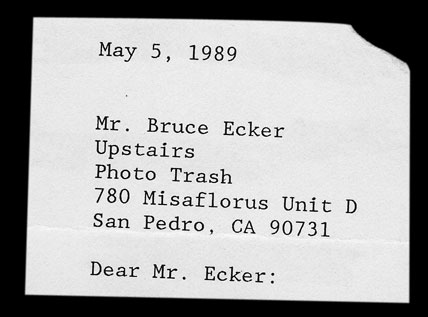 May 5, 1989
Mr. Bruce Ecker
Upstairs
Photo Trash
780 Misaflorus Unit D
San Pedro, CA 90731
Dear Mr. Ecker: